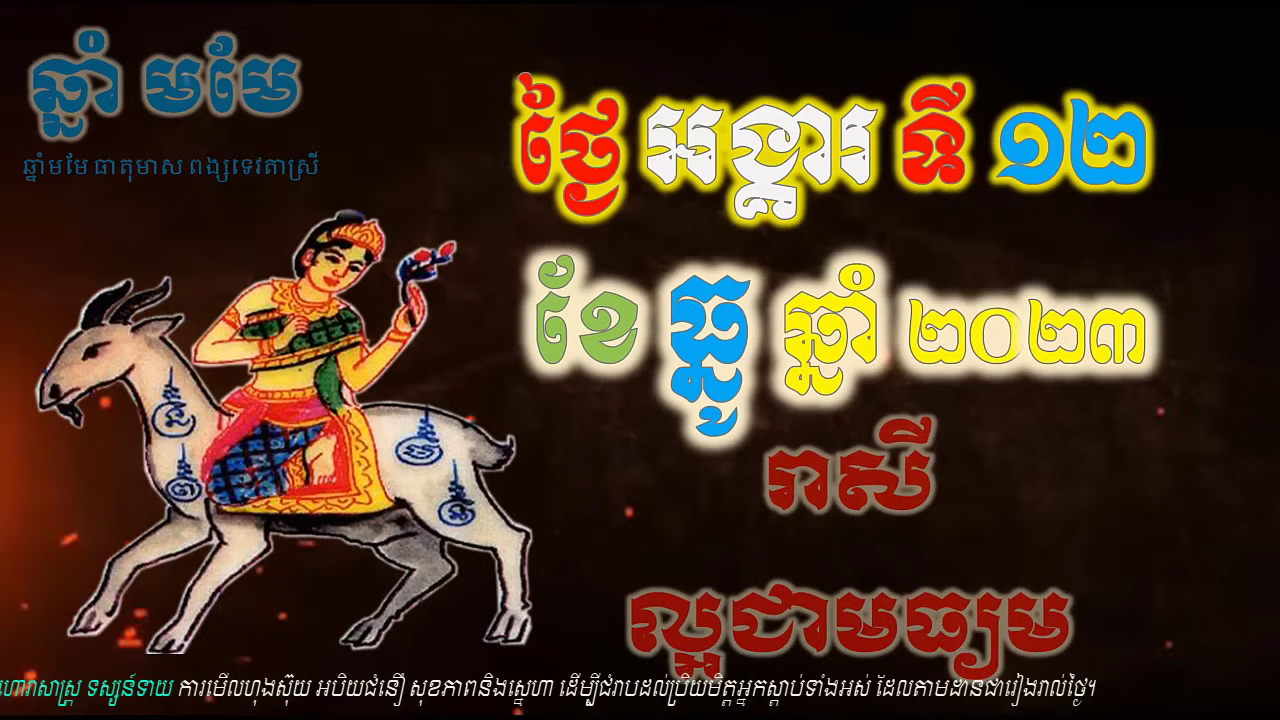 ឆ្នាំ មមែ
ឆ្នាំមមែ ធាតុមាស ពង្សទេវតាស្រី
ថ្ងៃ អង្គារ ទី ១២
ខែ ធ្នូ ឆ្នាំ ២០២៣
រាសី
ល្អជាមធ្យម
ហោរាសាស្ត្រ ទស្សន៍ទាយ ការមើលហុងស៊ុយ អបិយជំនឿ សុខភាពនិងស្នេហា ដើម្បីជំរាបដល់ប្រិយមិត្តអ្នកស្តាប់ទាំងអស់ ដែលតាមដានជារៀងរាល់ថ្ងៃ។